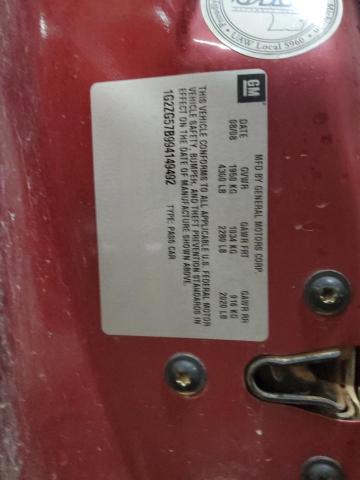 UAW Local 5960
GM
MFD BY GENERAL MOTORS CORP.
DATE GVWR GAWR FRT GAWR RR
08/08 1950 KG 1034 KG 916 KG
4300 LB 2280 LB 2020 LB
THIS VEHICLE CONFORMS TO ALL APPLICABLE U.S. FEDERAL MOTOR
VEHICLE SAFETY, BUMPER, AND THEFT PREVENTION STANDARDS IN
EFFECT ON THE DATE OF MANUFACTURE SHOWN ABOVE.
1G2ZG57B994149492 TYPE: PASS CAR